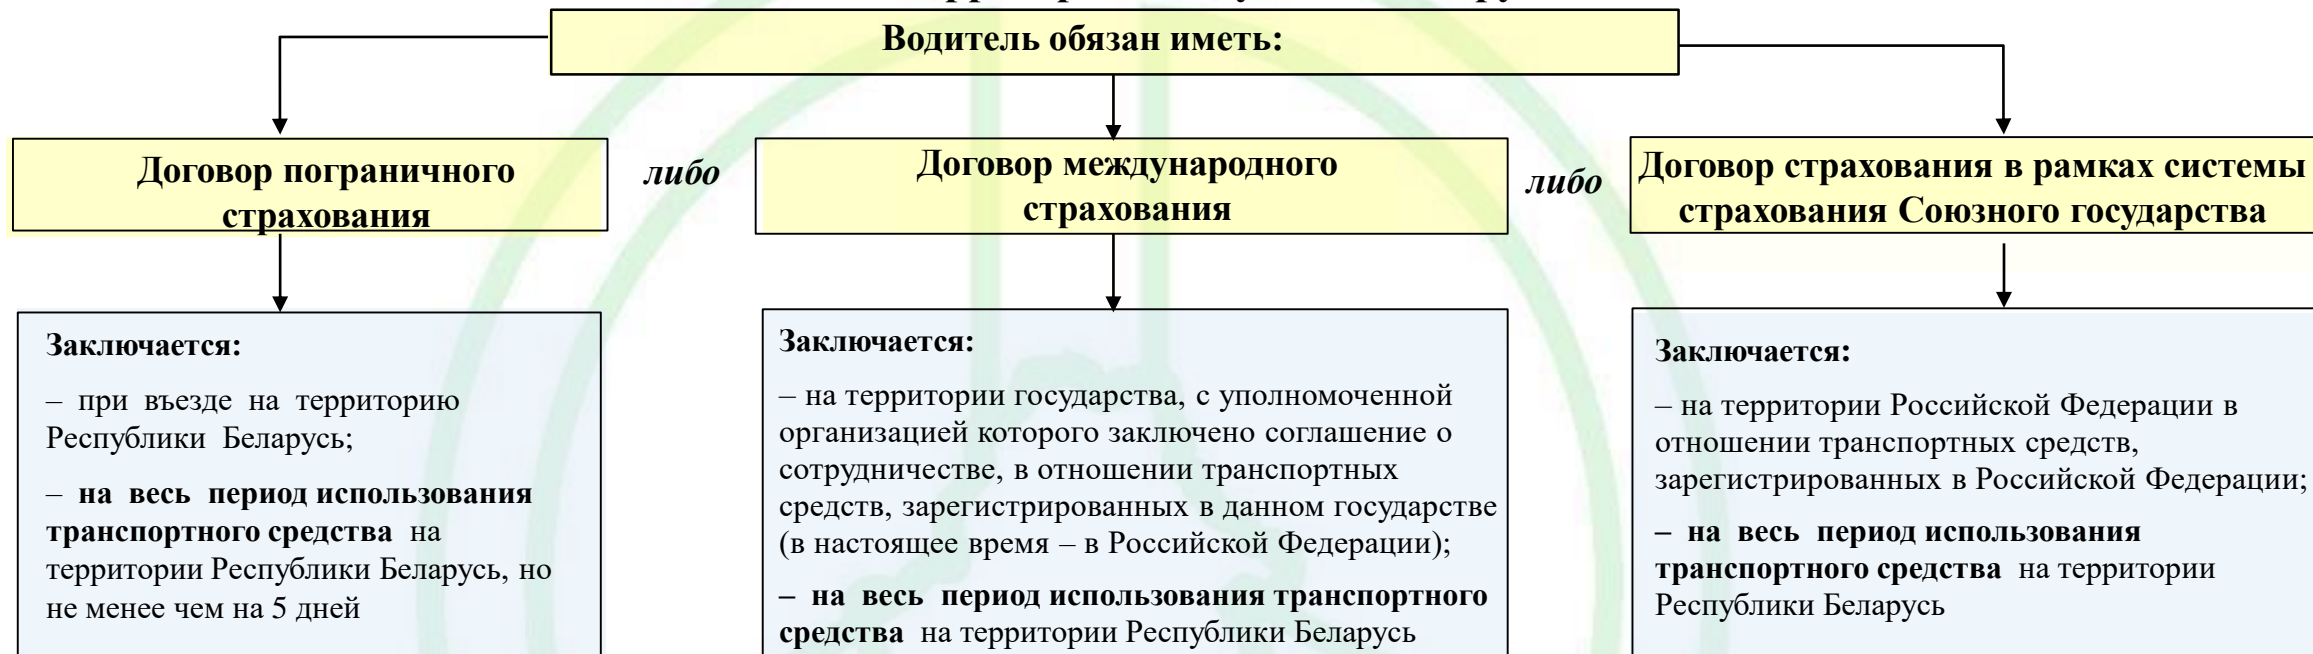 Водитель обязан иметь:
Договор пограничного
страхования
либо
Договор международного
страхования
либо
Договор страхования в рамках системы
страхования Союзного государства
Заключается:
– при въезде на территорию
Республики Беларусь;
– на весь период использования
транспортного средства на
территории Республики Беларусь, но
не менее чем на 5 дней
Заключается:
– на территории государства, с уполномоченной
организацией которого заключено соглашение о
сотрудничестве, в отношении транспортных
средств, зарегистрированных в данном государстве
(в настоящее время – в Российской Федерации);
– на весь период использования транспортного
средства на территории Республики Беларусь
Заключается:
– на территории Российской Федерации в
отношении транспортных средств,
зарегистрированных в Российской Федерации;
– на весь период использования
транспортного средства на территории
Республики Беларусь